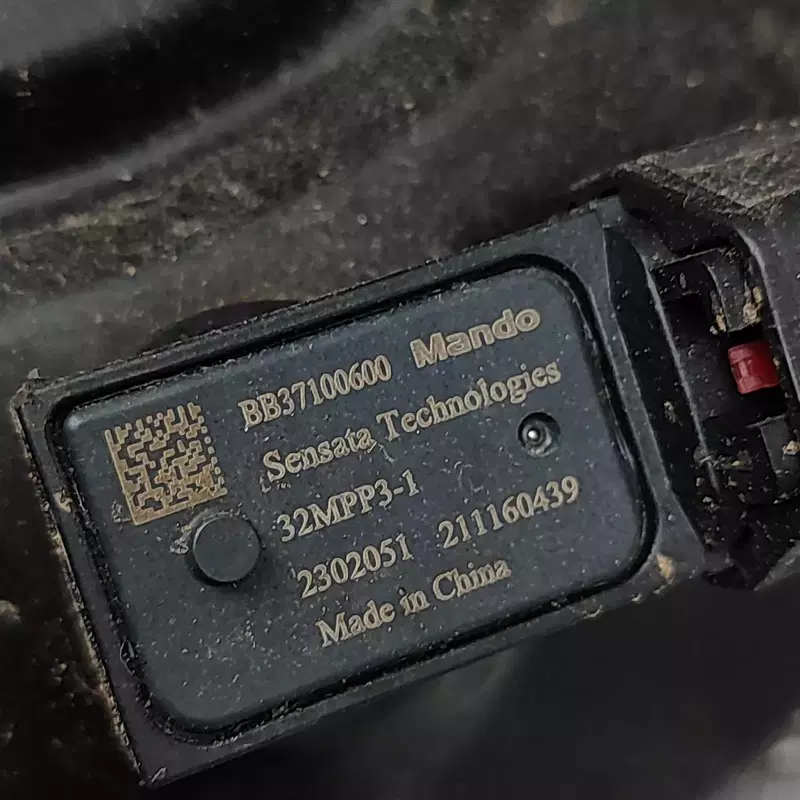 BB37100600 Mando
Sensata Technologies
32MPP3-1
2302051 211160439
Made in China